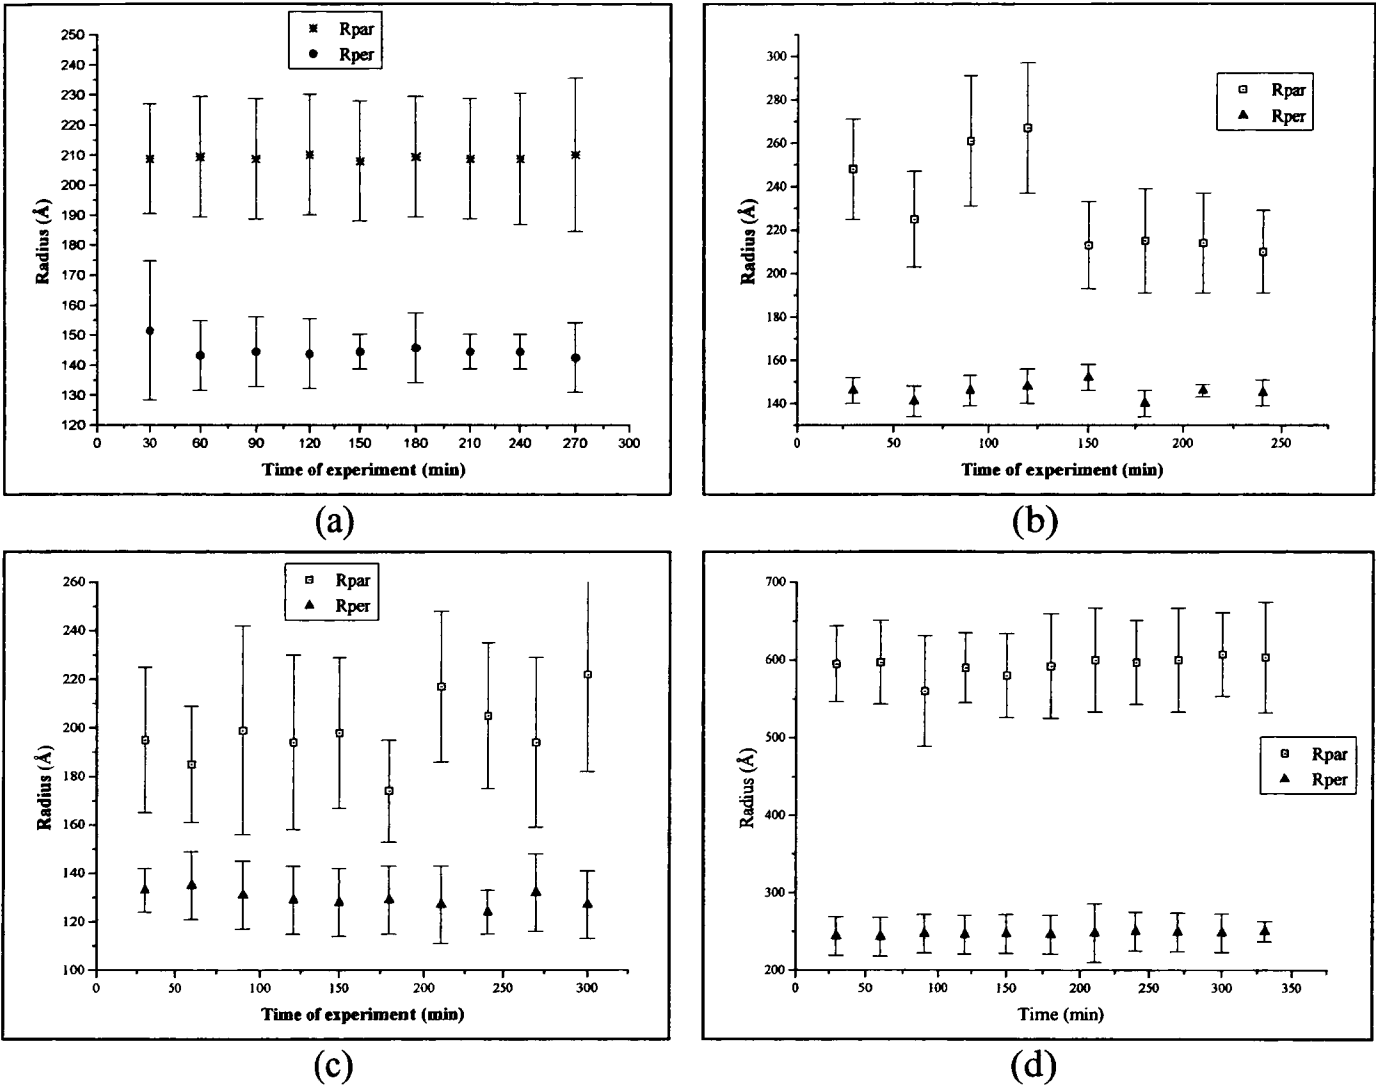 250
240
230
220
210
200
190
180
170
160
150
140
130
120
Radius (Å)
Rpar
Rper
0 30 60 90 120 150 180 210 240 270 300
Time of experiment (min)
(a)
300
280
260
240
220
200
180
160
140
Radius (Å)
Rpar
Rper
0 50 100 150 200 250
Time of experiment (min)
(b)
260
240
220
200
180
160
140
120
100
Radius (Å)
Rpar
Rper
0 50 100 150 200 250 300
Time of experiment (min)
(c)
700
600
500
400
300
200
Radius (Å)
Rpar
Rper
0 50 100 150 200 250 300 350
Time (min)
(d)